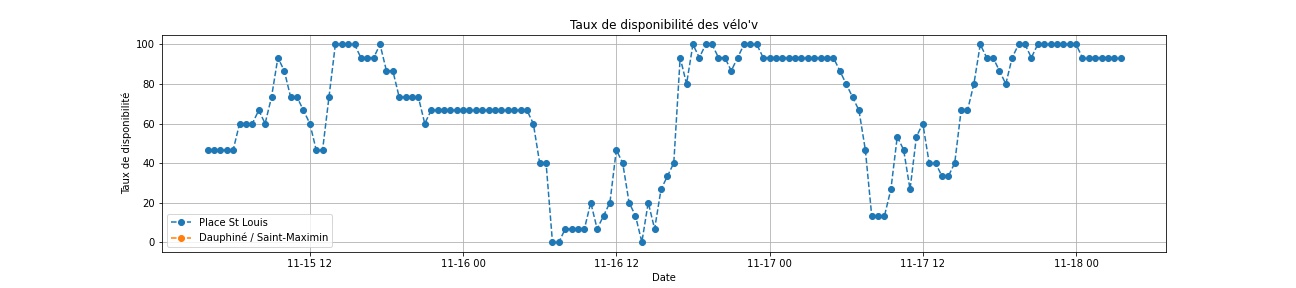 Taux de disponibilité des vélo'v
Taux de disponibilité
100
80
60
40
20
0
Place St Louis
Dauphiné / Saint-Maximin
11-15 12
11-16 00
11-16 12
11-17 00
11-17 12
11-18 00
Date